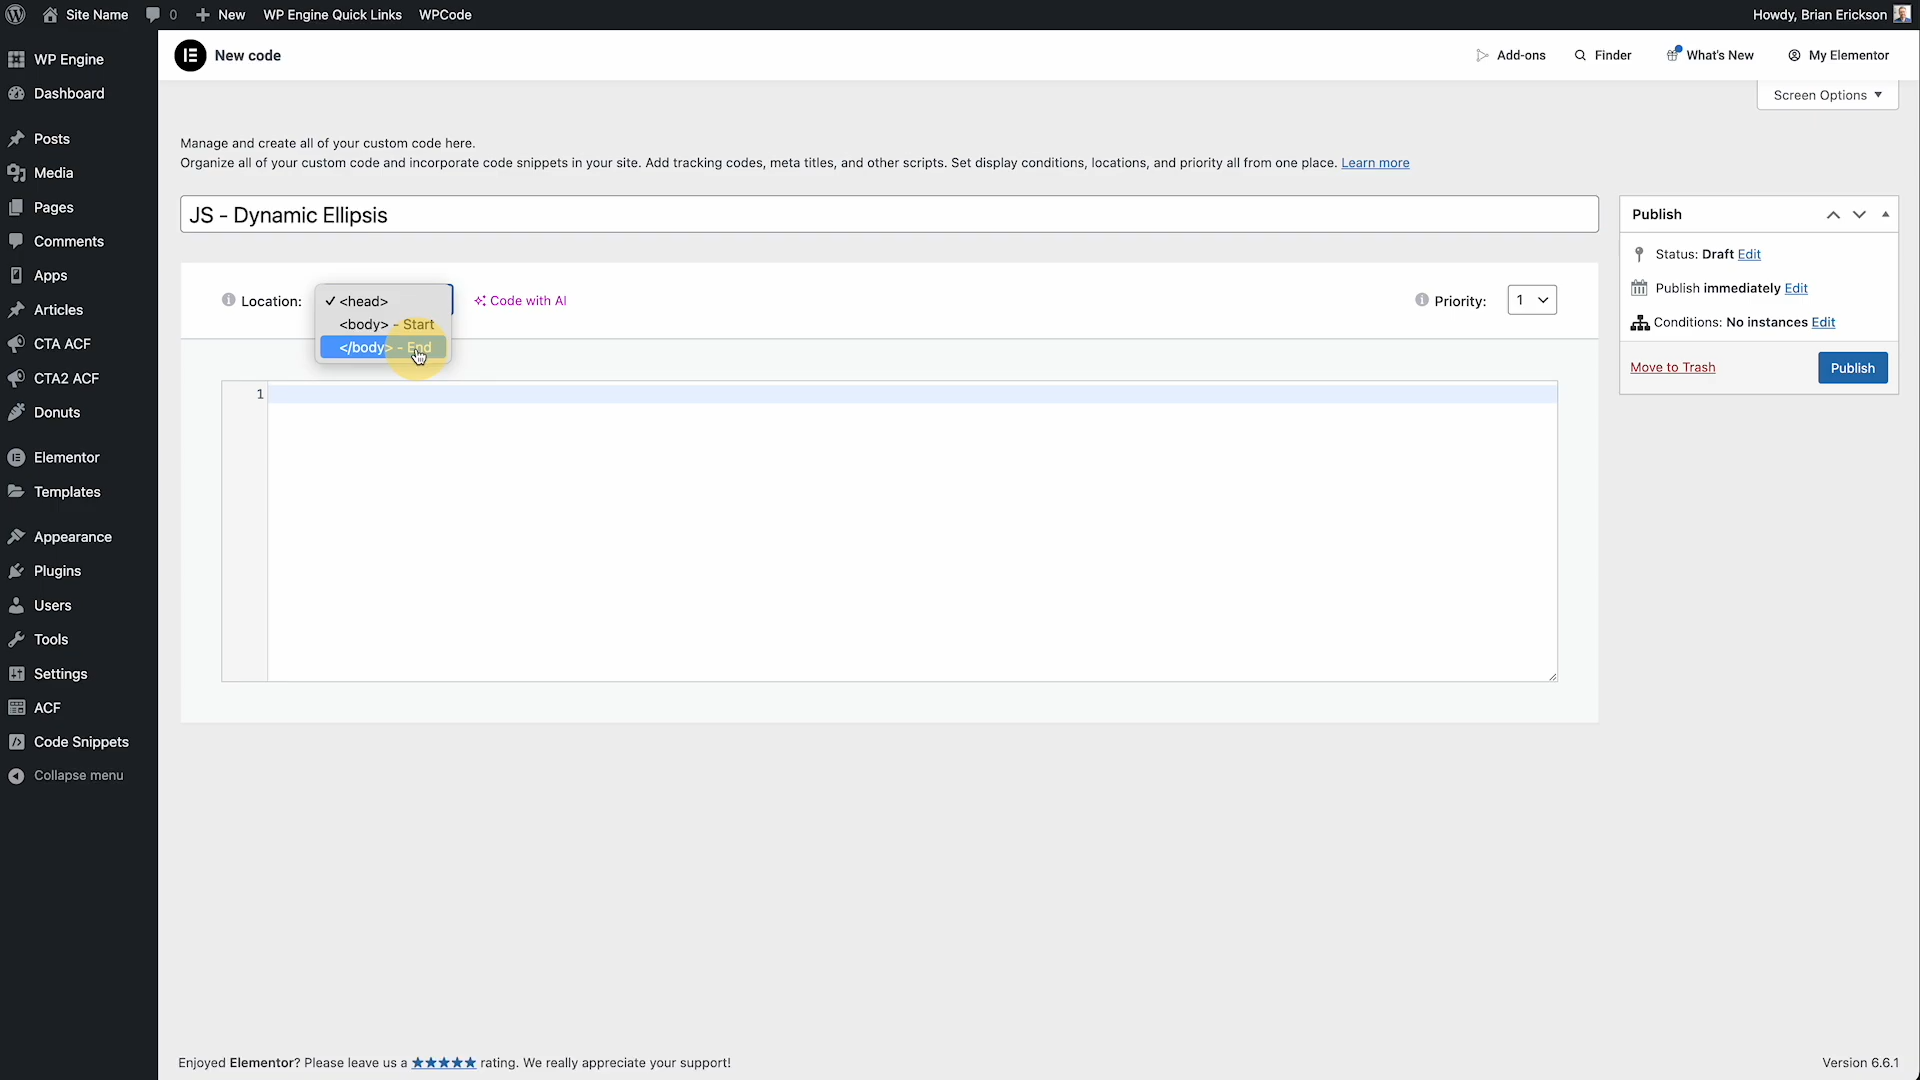 Site Name
0
New
WP Engine Quick Links
WPCode
Howdy, Brian Erickson
WP Engine
Dashboard
Posts
Media
Pages
Comments
Apps
Articles
CTA ACF
CTA2 ACF
Donuts
Elementor
Templates
Appearance
Plugins
Users
Tools
Settings
ACF
Code Snippets
Collapse menu
New code
Add-ons
Finder
What's New
My Elementor
Screen Options
Manage and create all of your custom code here.
Organize all of your custom code and incorporate code snippets in your site. Add tracking codes, meta titles, and other scripts. Set display conditions, locations, and priority all from one place. Learn more
JS - Dynamic Ellipsis
Location:
✓ <head>
<body> - Start
</body> - End
Code with AI
Priority:
1
1
Publish
Status: Draft Edit
Publish immediately Edit
Conditions: No instances Edit
Move to Trash
Publish
Enjoyed Elementor? Please leave us a ★★★★★ rating. We really appreciate your support!
Version 6.6.1